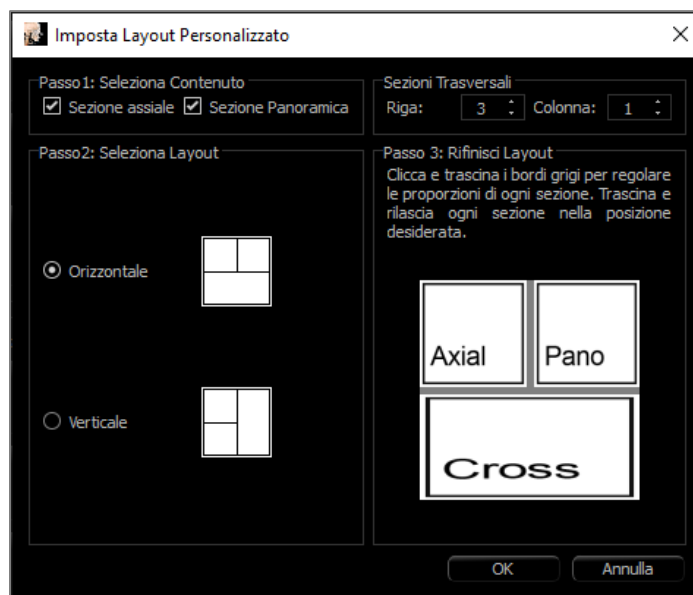 Imposta Layout Personalizzato
Passo1: Seleziona Contenuto
Sezione assiale Sezione Panoramica
Sezioni Trasversali
Riga: 3 Colonna: 1
Passo2: Seleziona Layout
Orizzontale
Verticale
Passo 3: Rifinisci Layout
Clicca e trascina i bordi grigi per regolare
le proporzioni di ogni sezione. Trascina e
rilascia ogni sezione nella posizione
desiderata.
Axial Pano
Cross
OK Annulla